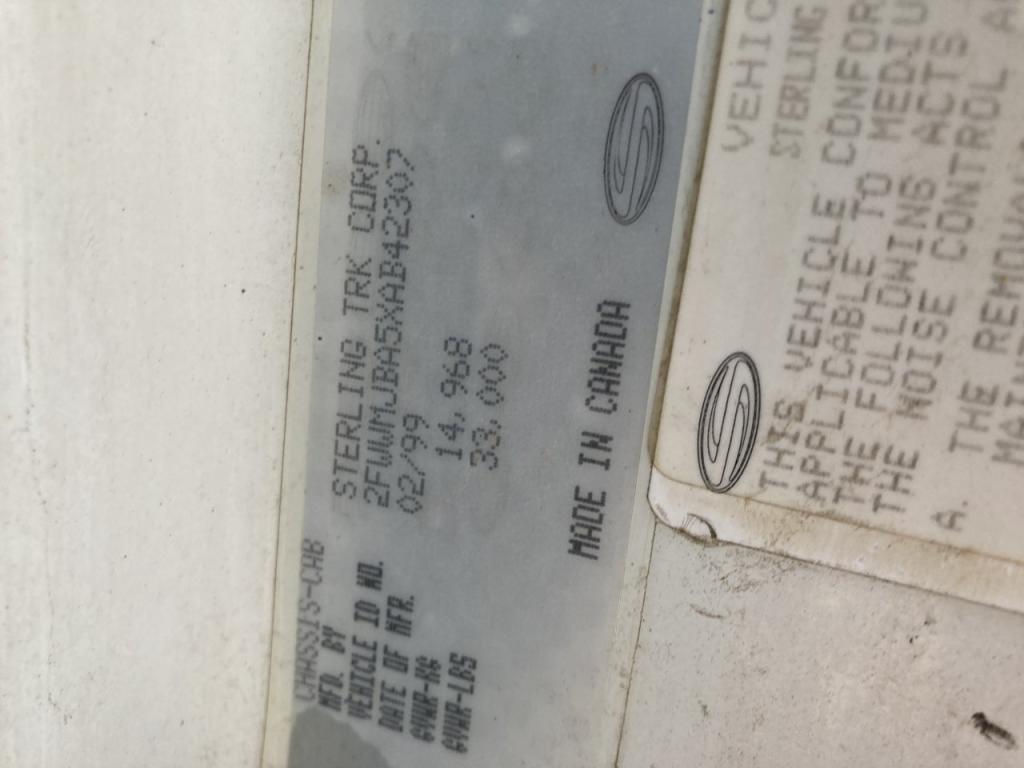 CHASSIS-CAB
MFD. BY STERLING TRK CORP.
VEHICLE ID NO. 2FWWMJBA5XAB42307
DATE OF MFR. 02/99
GVWR-KG 14,968
GVWR-LBS 33,000
MADE IN CANADA
VEHIC
STERLING
THIS VEHICLE CONFOR
APPLICABLE TO MEDIU
THE FOLLOWING ACTS
THE NOISE CONTROL A
A. THE REMOVA